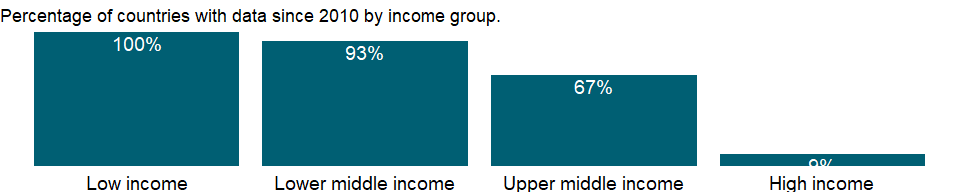 Percentage of countries with data since 2010 by income group.
100%
93%
67%
9%
Low income
Lower middle income
Upper middle income
High income